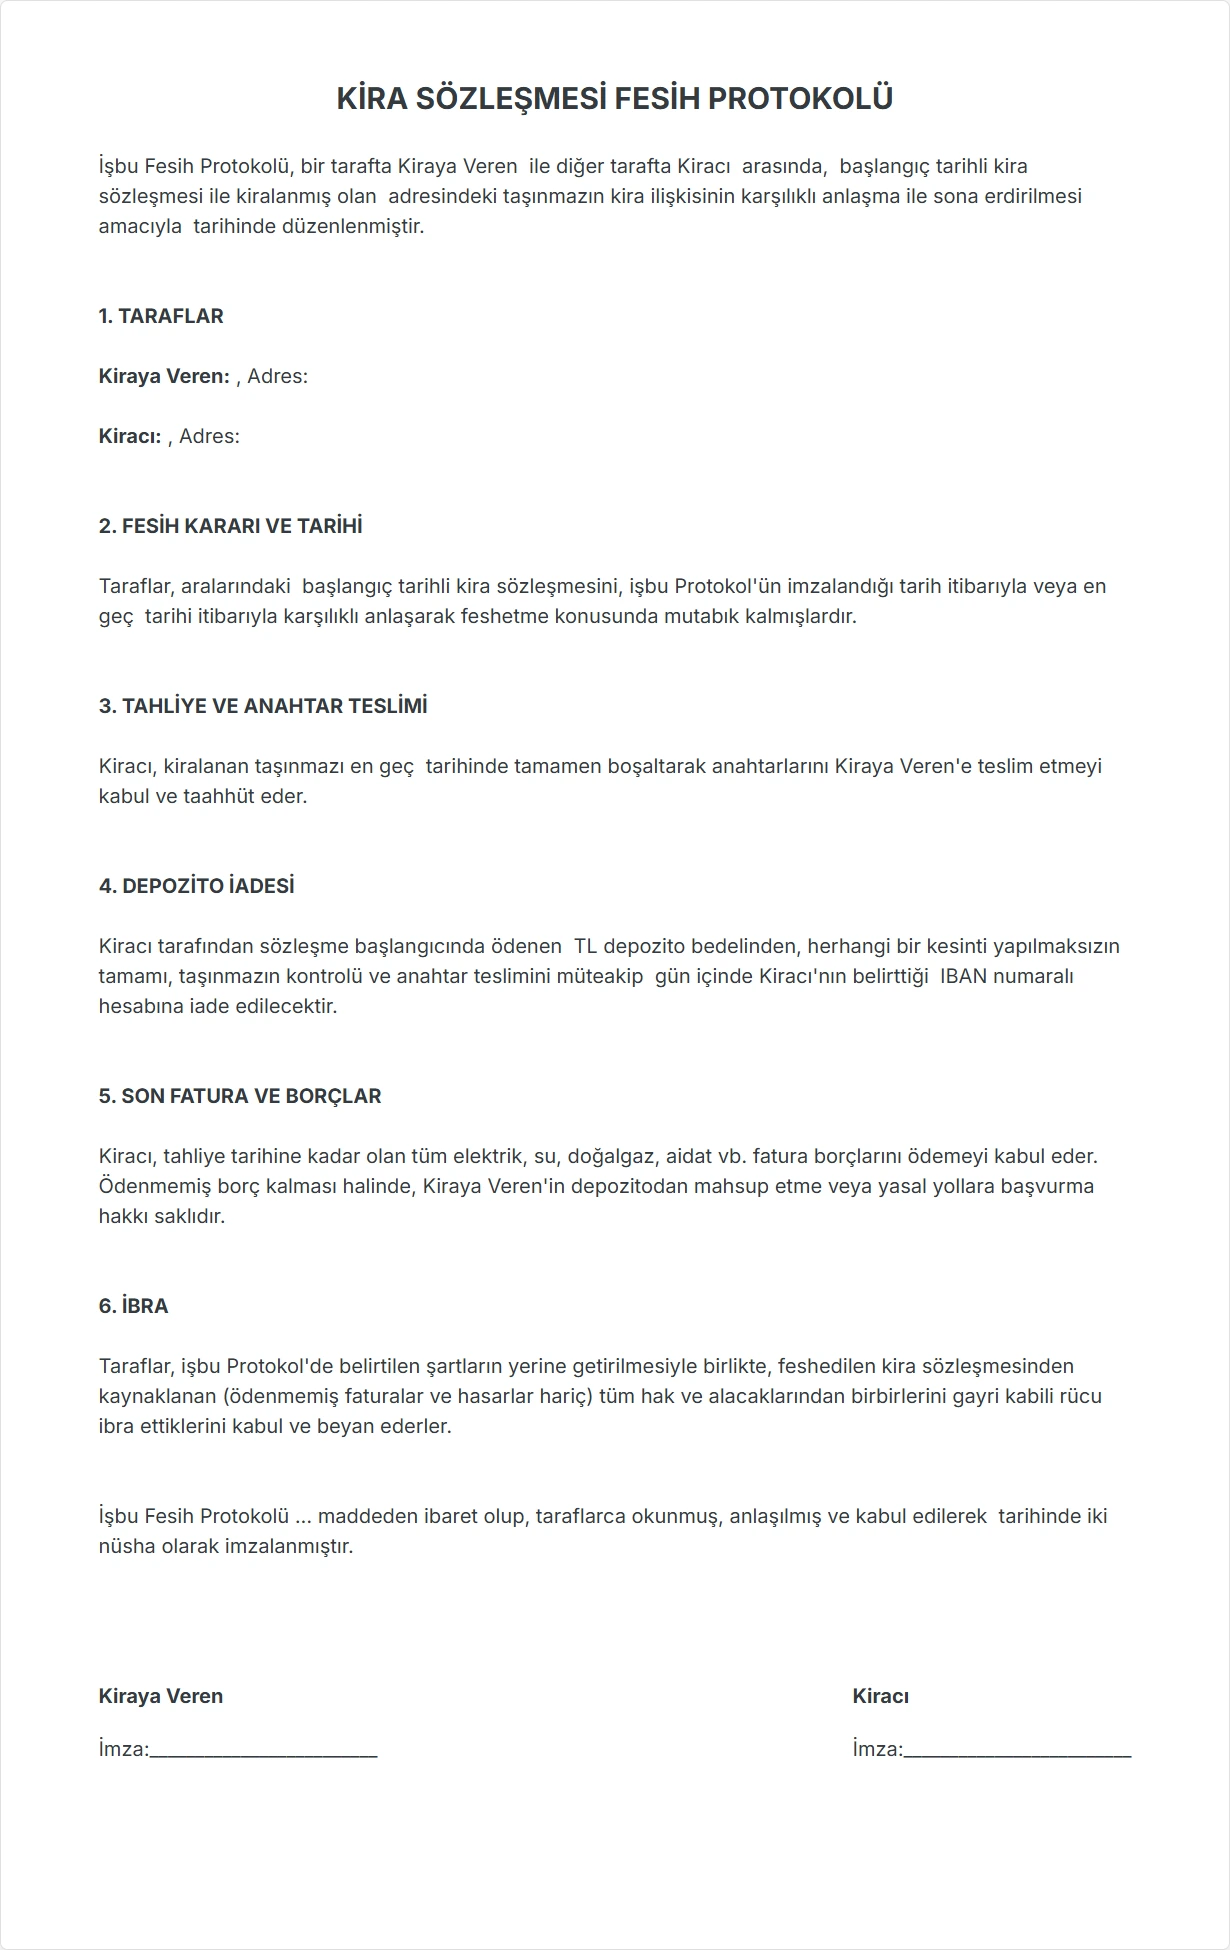 KİRA SÖZLEŞMESİ FESİH PROTOKOLÜ
İşbu Fesih Protokolü, bir tarafta Kiraya Veren  ile diğer tarafta Kiracı  arasında,  başlangıç tarihli kira
sözleşmesi ile kiralanmış olan  adresindeki taşınmazın kira ilişkisinin karşılıklı anlaşma ile sona erdirilmesi
amacıyla  tarihinde düzenlenmiştir.
1. TARAFLAR
Kiraya Veren: , Adres:
Kiracı: , Adres:
2. FESİH KARARI VE TARİHİ
Taraflar, aralarındaki  başlangıç tarihli kira sözleşmesini, işbu Protokol'ün imzalandığı tarih itibarıyla veya en
geç  tarihi itibarıyla karşılıklı anlaşarak feshetme konusunda mutabık kalmışlardır.
3. TAHLİYE VE ANAHTAR TESLİMİ
Kiracı, kiralanan taşınmazı en geç  tarihinde tamamen boşaltarak anahtarlarını Kiraya Veren'e teslim etmeyi
kabul ve taahhüt eder.
4. DEPOZİTO İADESİ
Kiracı tarafından sözleşme başlangıcında ödenen  TL depozito bedelinden, herhangi bir kesinti yapılmaksızın
tamamı, taşınmazın kontrolü ve anahtar teslimini müteakip  gün içinde Kiracı'nın belirttiği  IBAN numaralı
hesabına iade edilecektir.
5. SON FATURA VE BORÇLAR
Kiracı, tahliye tarihine kadar olan tüm elektrik, su, doğalgaz, aidat vb. fatura borçlarını ödemeyi kabul eder.
Ödenmemiş borç kalması halinde, Kiraya Veren'in depozitodan mahsup etme veya yasal yollara başvurma
hakkı saklıdır.
6. İBRA
Taraflar, işbu Protokol'de belirtilen şartların yerine getirilmesiyle birlikte, feshedilen kira sözleşmesinden
kaynaklanan (ödenmemiş faturalar ve hasarlar hariç) tüm hak ve alacaklarından birbirlerini gayri kabili rücu
ibra ettiklerini kabul ve beyan ederler.
İşbu Fesih Protokolü ... maddeden ibaret olup, taraflarca okunmuş, anlaşılmış ve kabul edilerek  tarihinde iki
nüsha olarak imzalanmıştır.
Kiraya Veren
Kiracı
İmza:_______________________
İmza:_______________________